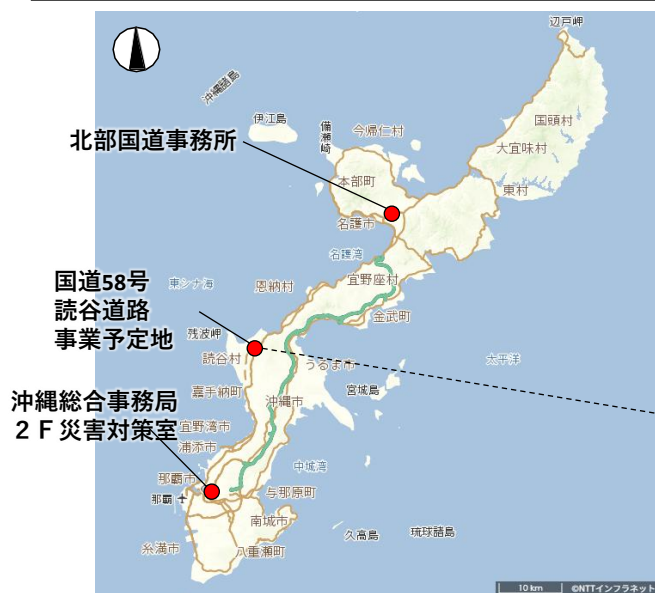 辺戸岬
沖縄諸島
伊江島
備瀬崎
今帰仁村
国頭村
大宜味村
北部国道事務所
本部町
東村
名護市
名護湾
東シナ海
恩納村
宜野座村
国道58号
読谷道路
事業予定地
金武町
残波岬
読谷村
うるま市
太平洋
宮城島
嘉手納町
沖縄市
沖縄総合事務局
2F災害対策室
宜野湾市
浦添市
中城湾
那覇市
那覇
与那原町
南城市
久高島
琉球諸島
糸満市
八重瀬町
10 km
©NTTインフラネット